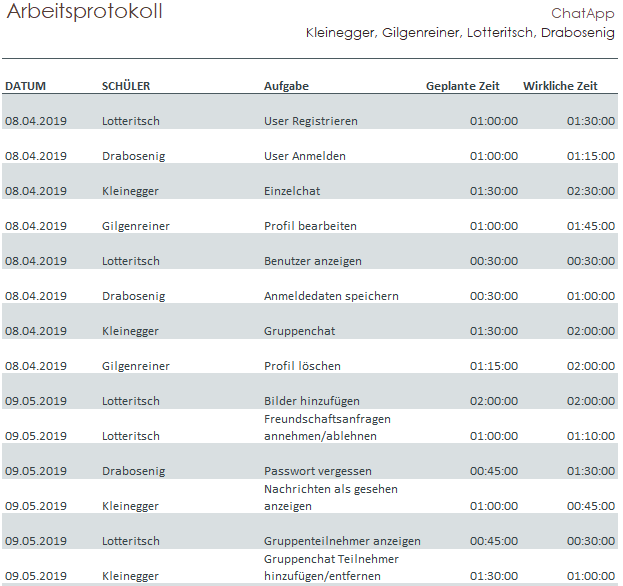 Arbeitsprotokoll ChatApp
Kleinegger, Gilgenreiner, Lotteritsch, Drabosenig
DATUM SCHÜLER Aufgabe Geplante Zeit Wirkliche Zeit
08.04.2019 Lotteritsch User Registrieren 01:00:00 01:30:00
08.04.2019 Drabosenig User Anmelden 01:00:00 01:15:00
08.04.2019 Kleinegger Einzelchat 01:30:00 02:30:00
08.04.2019 Gilgenreiner Profil bearbeiten 01:00:00 01:45:00
08.04.2019 Lotteritsch Benutzer anzeigen 00:30:00 00:30:00
08.04.2019 Drabosenig Anmeldedaten speichern 00:30:00 01:00:00
08.04.2019 Kleinegger Gruppenchat 01:30:00 02:00:00
08.04.2019 Gilgenreiner Profil löschen 01:15:00 02:00:00
09.05.2019 Lotteritsch Bilder hinzufügen 02:00:00 02:00:00
Freundschaftsanfragen
09.05.2019 Lotteritsch annehmen/ablehnen 01:00:00 01:10:00
09.05.2019 Drabosenig Passwort vergessen 00:45:00 01:30:00
Nachrichten als gesehen
09.05.2019 Kleinegger anzeigen 01:00:00 00:45:00
09.05.2019 Lotteritsch Gruppenteilnehmer anzeigen 00:45:00 00:30:00
Gruppenchat Teilnehmer
09.05.2019 Kleinegger hinzufügen/entfernen 01:30:00 01:00:00